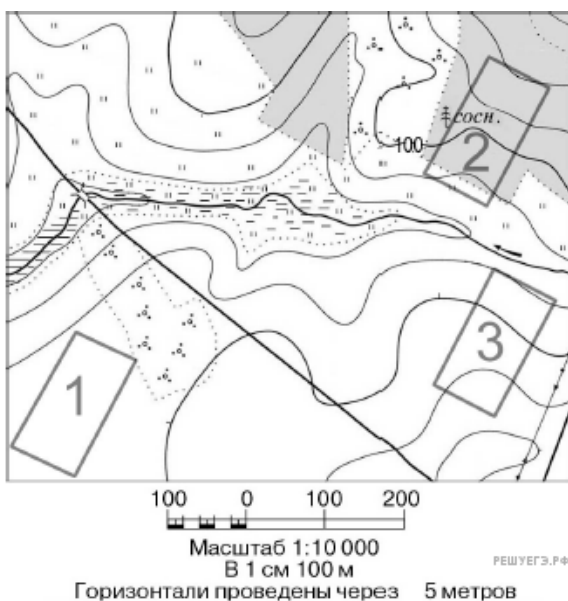 сосн.
100
2
3
1
100 0 100 200
Масштаб 1:10 000
В 1 см 100 м
РЕШУЕГЭ.РФ
Горизонтали проведены через 5 метров